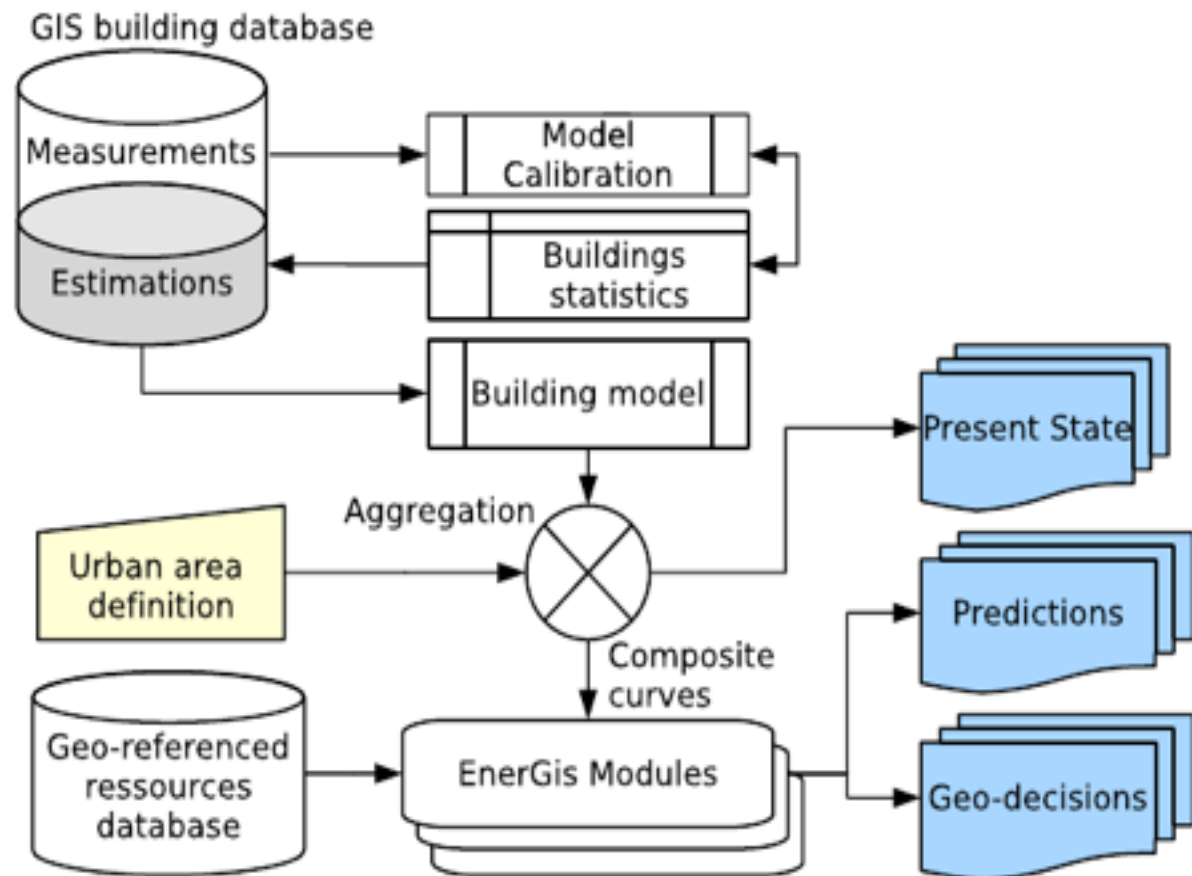 GIS building database
Measurements
Estimations
Model
Calibration
Buildings
statistics
Building model
Aggregation
Urban area
definition
Composite
curves
Geo-referenced
ressources
database
EnerGis Modules
Present State
Predictions
Geo-decisions